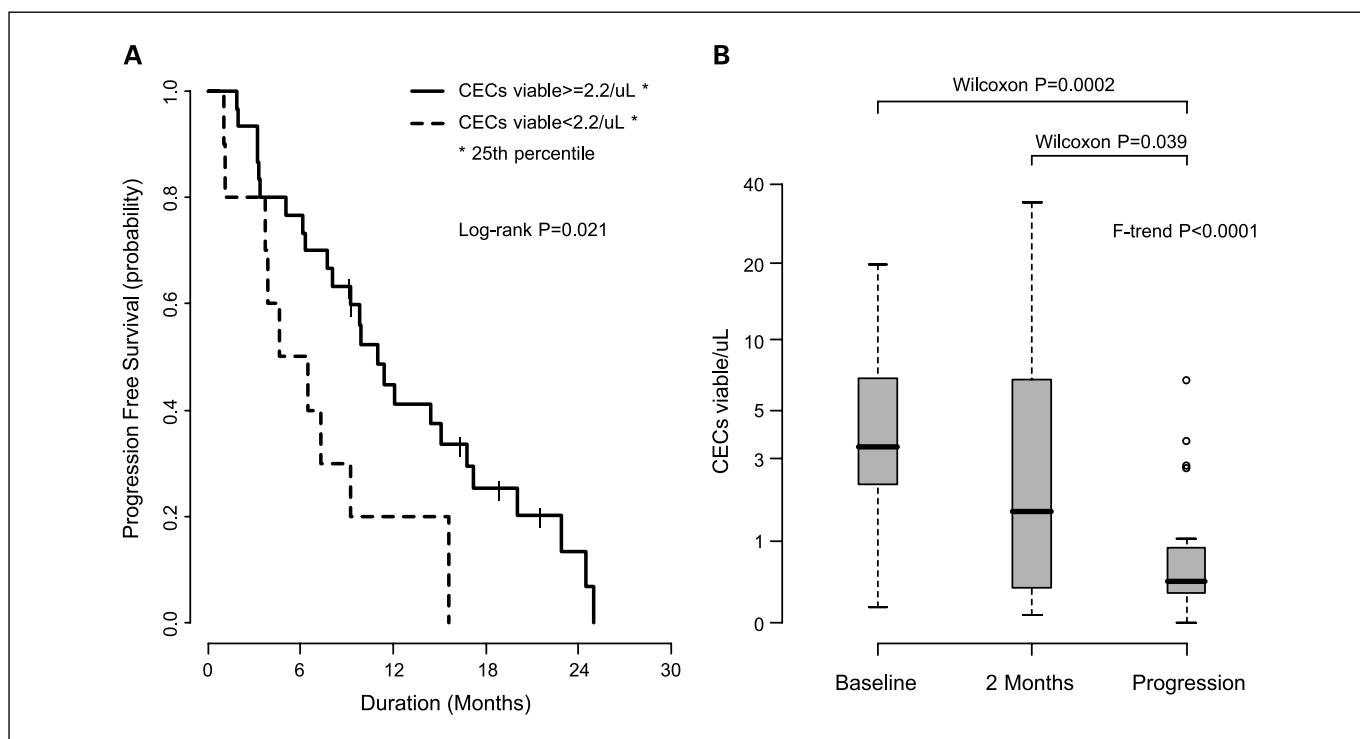 A
CECs viable>=2.2/uL *
CECs viable<2.2/uL *
* 25th percentile
Log-rank P=0.021
Progression Free Survival (probability)
1.0
0.8
0.6
0.4
0.2
0.0
0 6 12 18 24 30
Duration (Months)
B
Wilcoxon P=0.0002
Wilcoxon P=0.039
F-trend P<0.0001
CECs viable/uL
40
20
10
5
3
1
0
Baseline 2 Months Progression